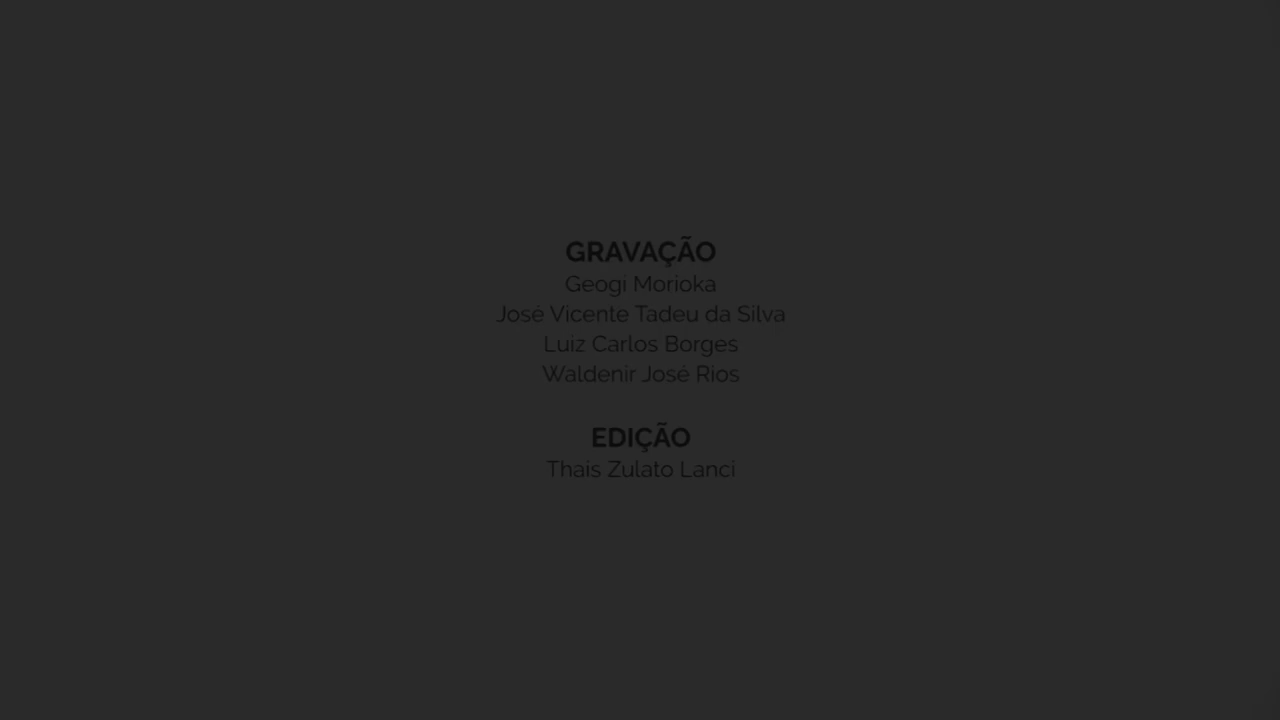 GRAVAÇÃO
Geogi Morioka
José Vicente Tadeu da Silva
Luiz Carlos Borges
Waldenir José Rios
EDIÇÃO
Thais Zulato Lanci